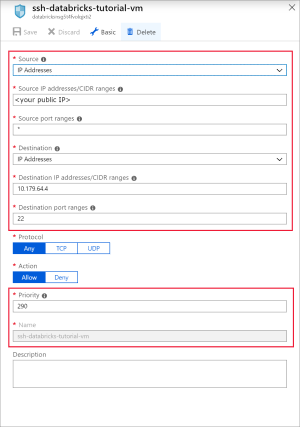 ssh-databricks-tutorial-vm
Save Discard Basic Delete
* Source
IP Addresses
* Source IP addresses/CIDR ranges
<your public IP>
* Source port ranges
*
* Destination
IP Addresses
* Destination IP addresses/CIDR ranges
10.179.64.4
* Destination port ranges
22
* Protocol
Any TCP UDP
* Action
Allow Deny
* Priority
290
* Name
ssh-databricks-tutorial-vm
Description